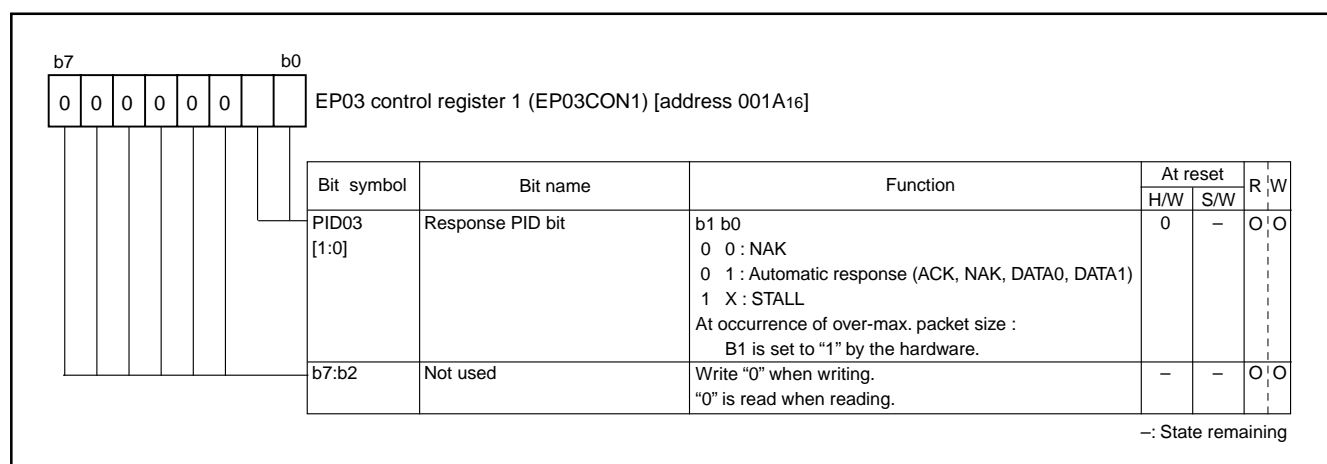 b7 b0
0 0 0 0 0 0
EP03 control register 1 (EP03CON1) [address 001A16]
Bit symbol Bit name Function At reset R W
H/W S/W
PID03 Response PID bit b1 b0 0 – O O
[1:0] 0 0 : NAK
0 1 : Automatic response (ACK, NAK, DATA0, DATA1)
1 X : STALL
At occurrence of over-max. packet size :
B1 is set to “1” by the hardware.
b7:b2 Not used Write “0” when writing. – – O O
“0” is read when reading.
–: State remaining